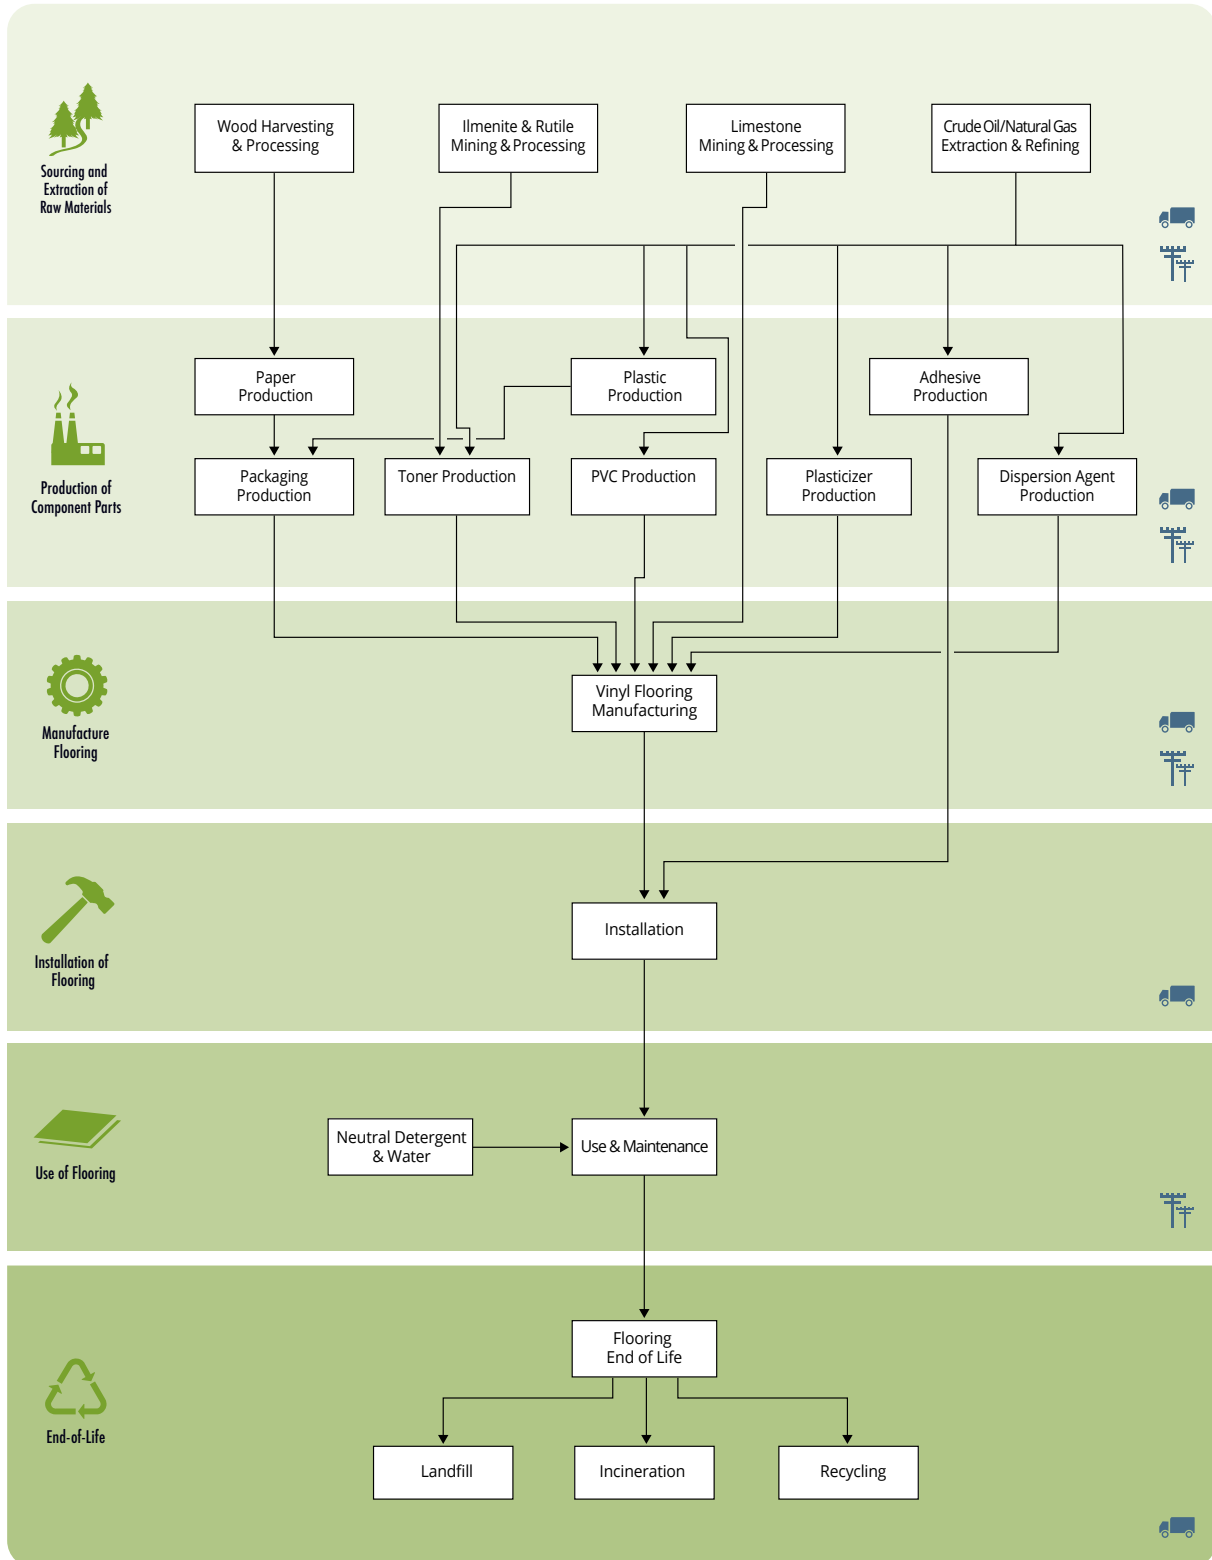 Wood Harvesting
& Processing
Ilmenite & Rutile
Mining & Processing
Limestone
Mining & Processing
Crude Oil/Natural Gas
Extraction & Refining
Sourcing and
Extraction of
Raw Materials
Paper
Production
Plastic
Production
Adhesive
Production
Packaging
Production
Toner Production
PVC Production
Plasticizer
Production
Dispersion Agent
Production
Production of
Component Parts
Vinyl Flooring
Manufacturing
Manufacture
Flooring
Installation
Installation of
Flooring
Neutral Detergent
& Water
Use & Maintenance
Use of Flooring
Flooring
End of Life
End-of-Life
Landfill
Incineration
Recycling